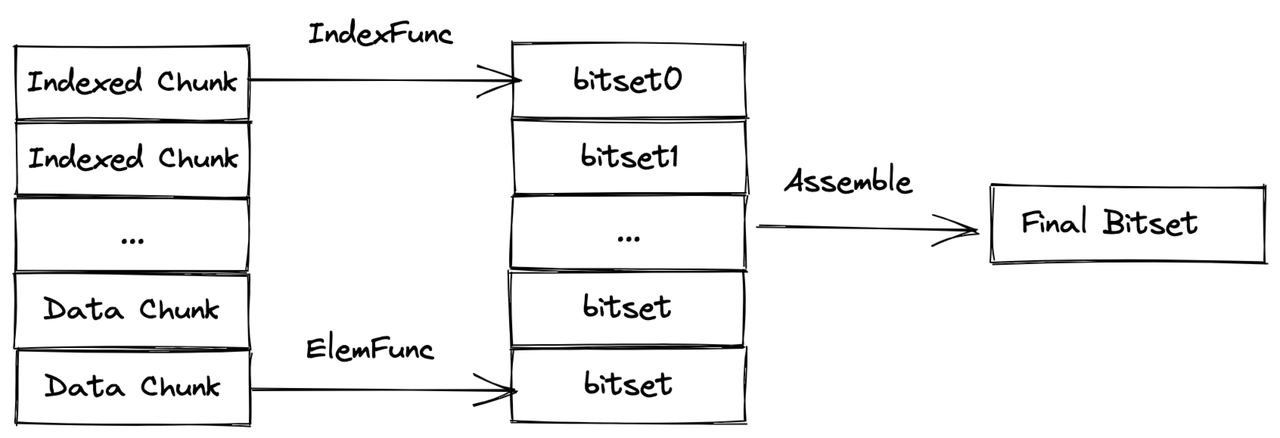 IndexFunc
Indexed Chunk
bitset0
Indexed Chunk
bitset1
Assemble
...
...
Final Bitset
Data Chunk
bitset
ElemFunc
Data Chunk
bitset